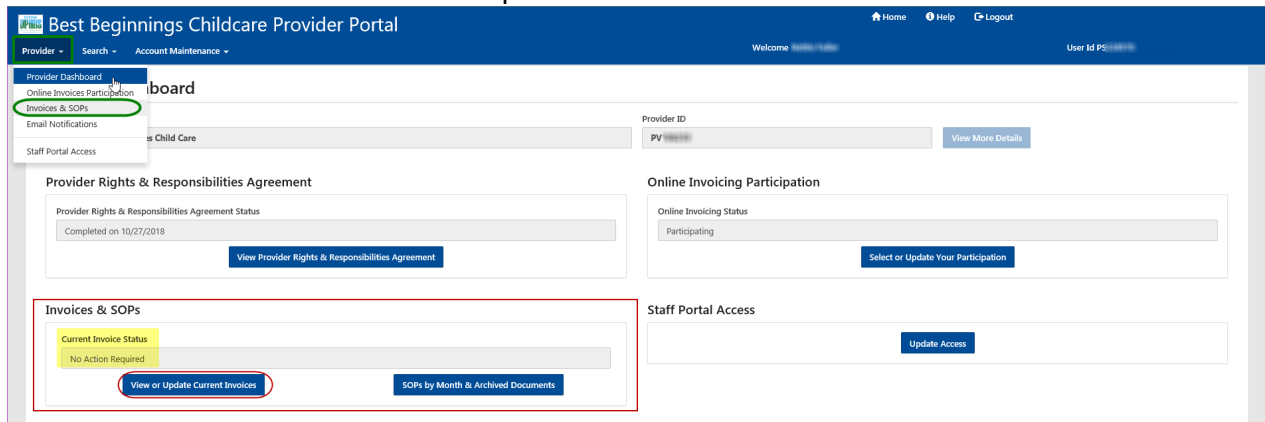 Best Beginnings Childcare Provider Portal
Home Help Logout
Provider Search Account Maintenance
Welcome
User Id PS
Provider Dashboard
Online Invoices Participation
Invoices & SOPs
Email Notifications
Staff Portal Access
board
Provider ID
s Child Care
PV
View More Details
Provider Rights & Responsibilities Agreement
Provider Rights & Responsibilities Agreement Status
Completed on 10/27/2018
View Provider Rights & Responsibilities Agreement
Online Invoicing Participation
Online Invoicing Status
Participating
Select or Update Your Participation
Invoices & SOPs
Current Invoice Status
No Action Required
View or Update Current Invoices
SOPs by Month & Archived Documents
Staff Portal Access
Update Access